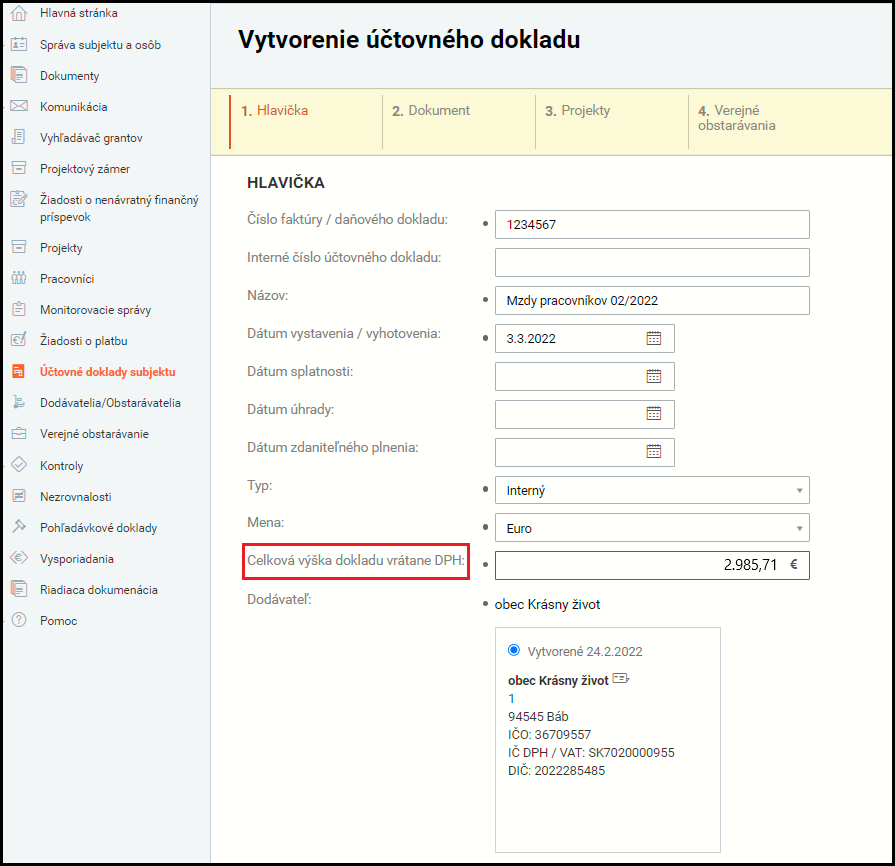 Hlavná stránka
Správa subjektu a osôb
Dokumenty
Komunikácia
Vyhľadávač grantov
Projektový zámer
Žiadosti o nenávratný finančný
príspevok
Projekty
Pracovníci
Monitorovacie správy
Žiadosti o platbu
Účtovné doklady subjektu
Dodávatelia/Obstarávatelia
Verejné obstarávanie
Kontroly
Nezrovnalosti
Pohľadávkové doklady
Vysporiadania
Riadiaca dokumenácia
Pomoc
Vytvorenie účtovného dokladu
1. Hlavička
2. Dokument
3. Projekty
4. Verejné
obstarávania
HLAVIČKA
Číslo faktúry / daňového dokladu: • 1234567
Interné číslo účtovného dokladu:
Názov: • Mzdy pracovníkov 02/2022
Dátum vystavenia / vyhotovenia: • 3.3.2022
Dátum splatnosti:
Dátum úhrady:
Dátum zdaniteľného plnenia:
Typ: • Interný
Mena: • Euro
Celková výška dokladu vrátane DPH: • 2.985,71 €
Dodávateľ: • obec Krásny život
Vytvorené 24.2.2022
obec Krásny život
1
94545 Báb
IČO: 36709557
IČ DPH / VAT: SK7020000955
DIČ: 2022285485